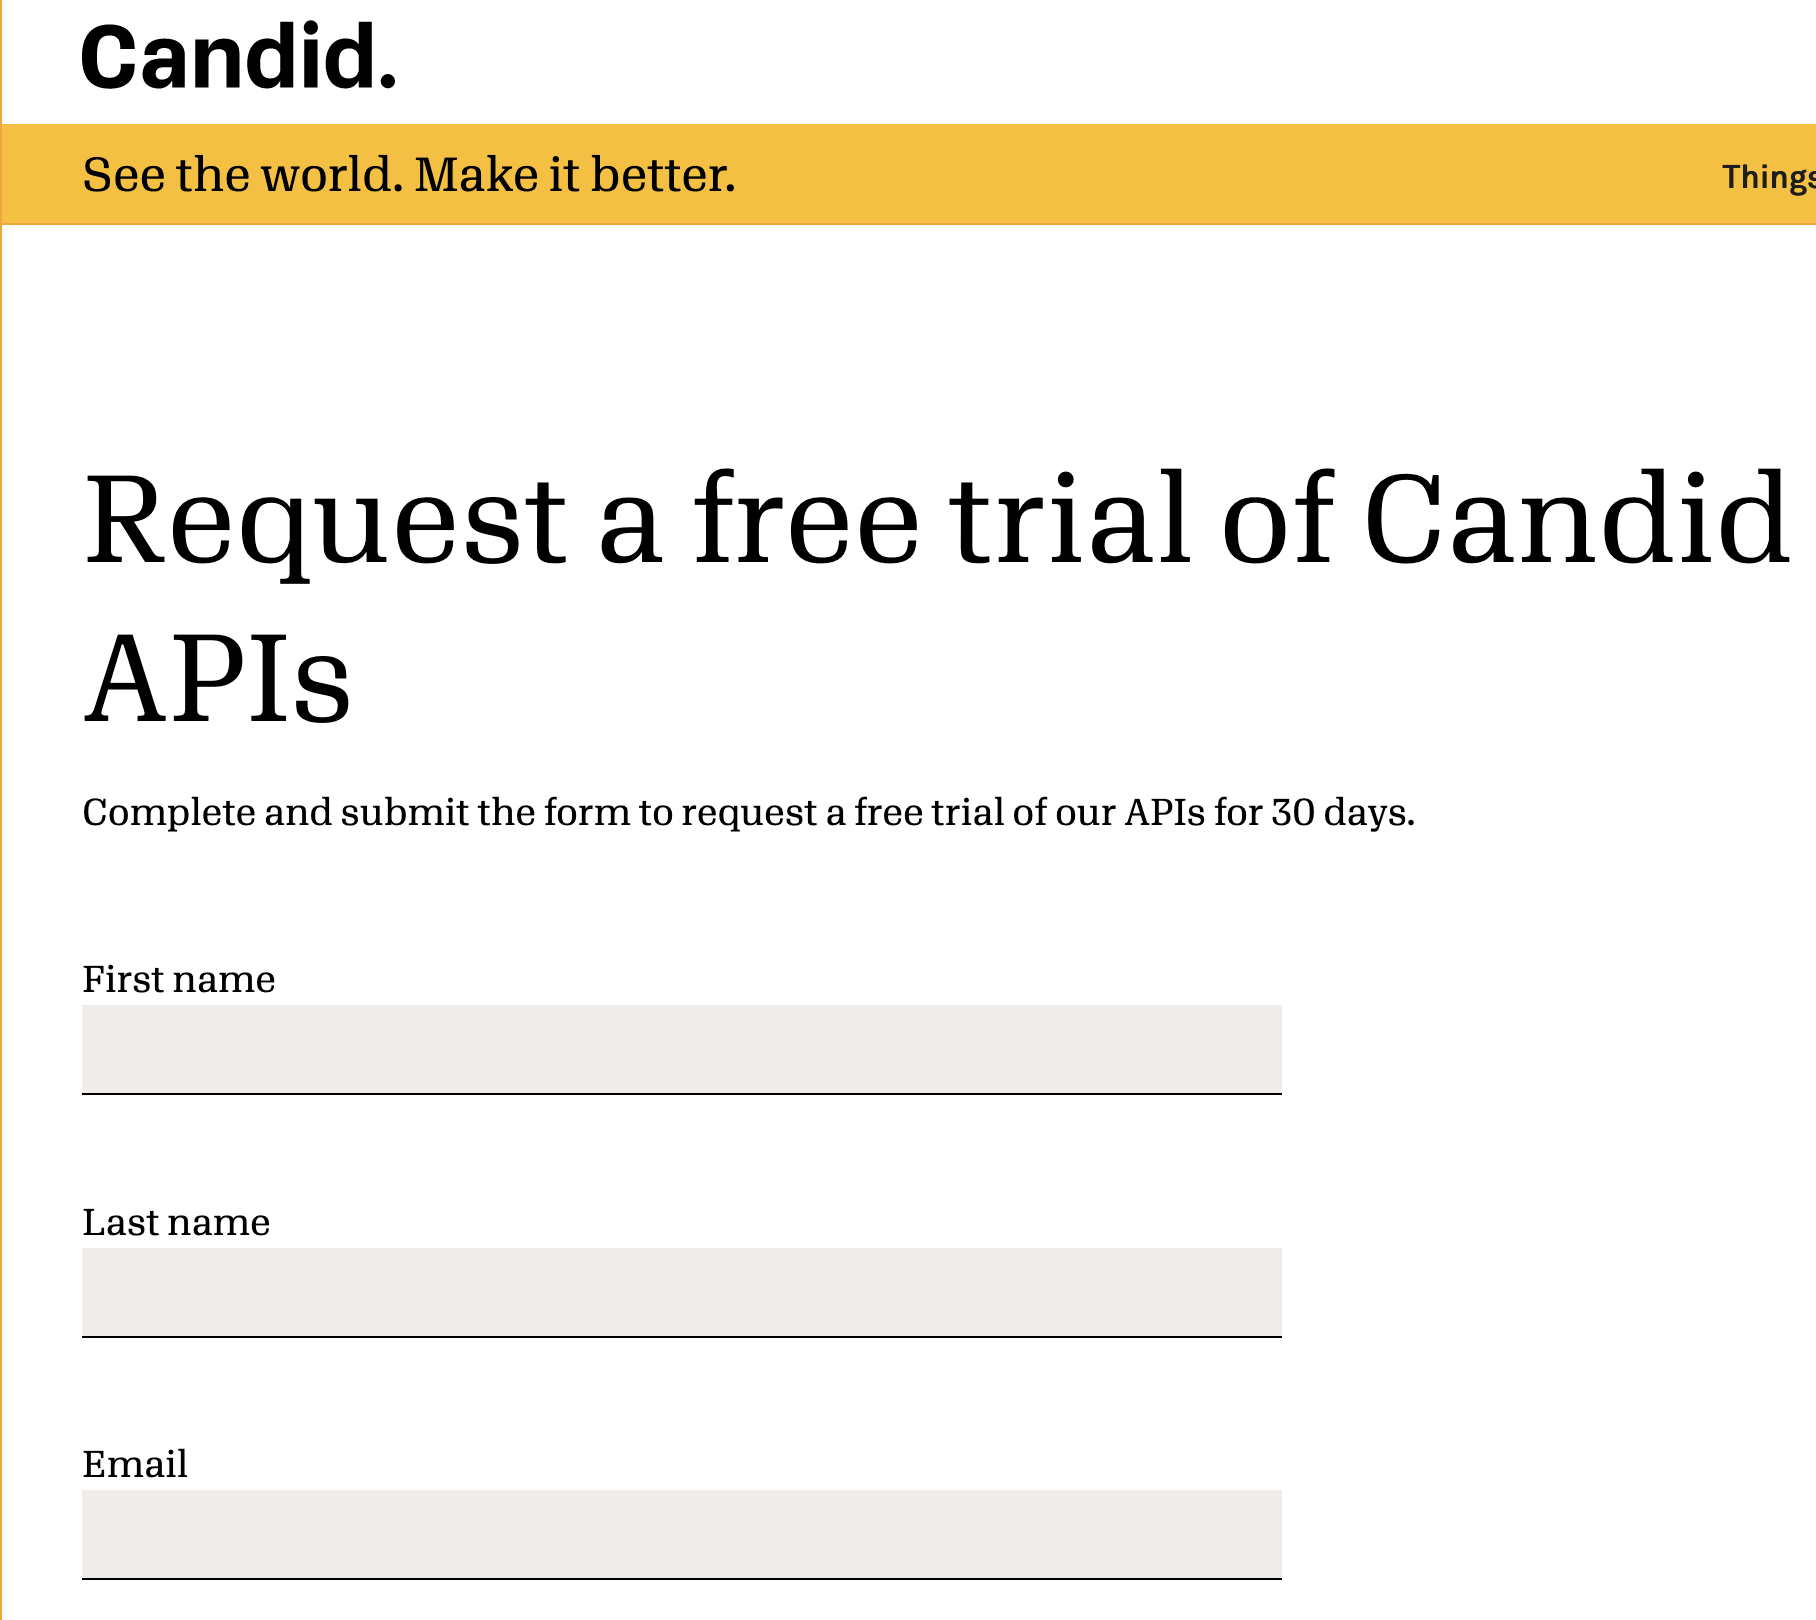 Candid.
See the world. Make it better.
Things
Request a free trial of Candid
APIs
Complete and submit the form to request a free trial of our APIs for 30 days.
First name
Last name
Email